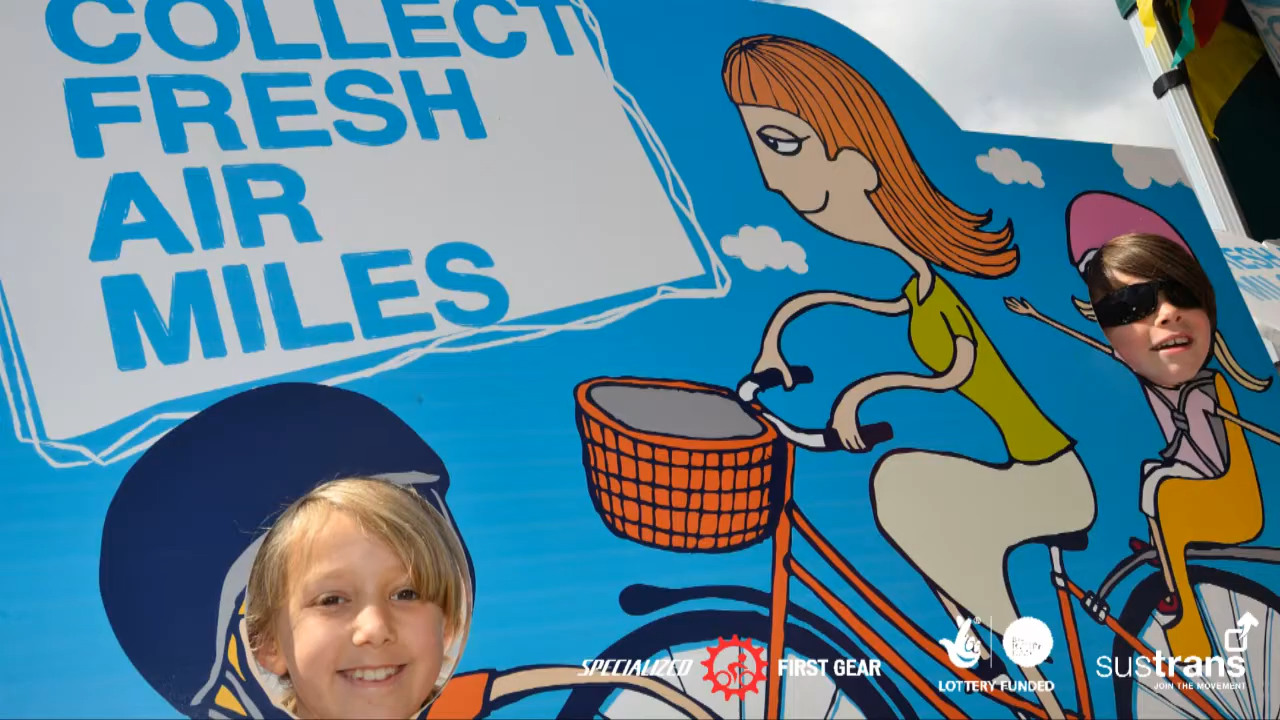 COLLECT
FRESH
AIR
MILES
SPECIALIZED FIRST GEAR
LOTTERY FUNDED
sustrans
JOIN THE MOVEMENT